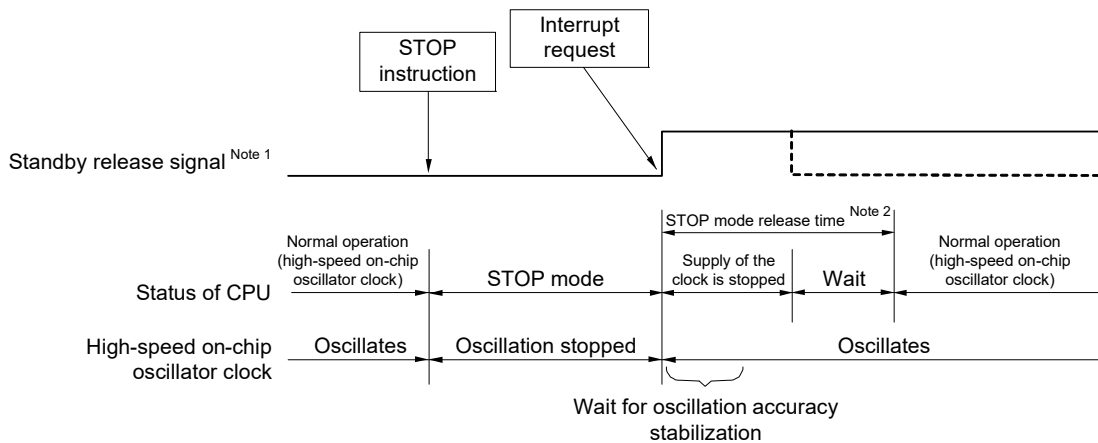 STOP
instruction
Interrupt
request
Standby release signal Note 1
STOP mode release time Note 2
Normal operation
(high-speed on-chip
oscillator clock)
Supply of the
clock is stopped
Normal operation
(high-speed on-chip
oscillator clock)
Status of CPU
STOP mode
Wait
High-speed on-chip
oscillator clock
Oscillates
Oscillation stopped
Oscillates
Wait for oscillation accuracy
stabilization